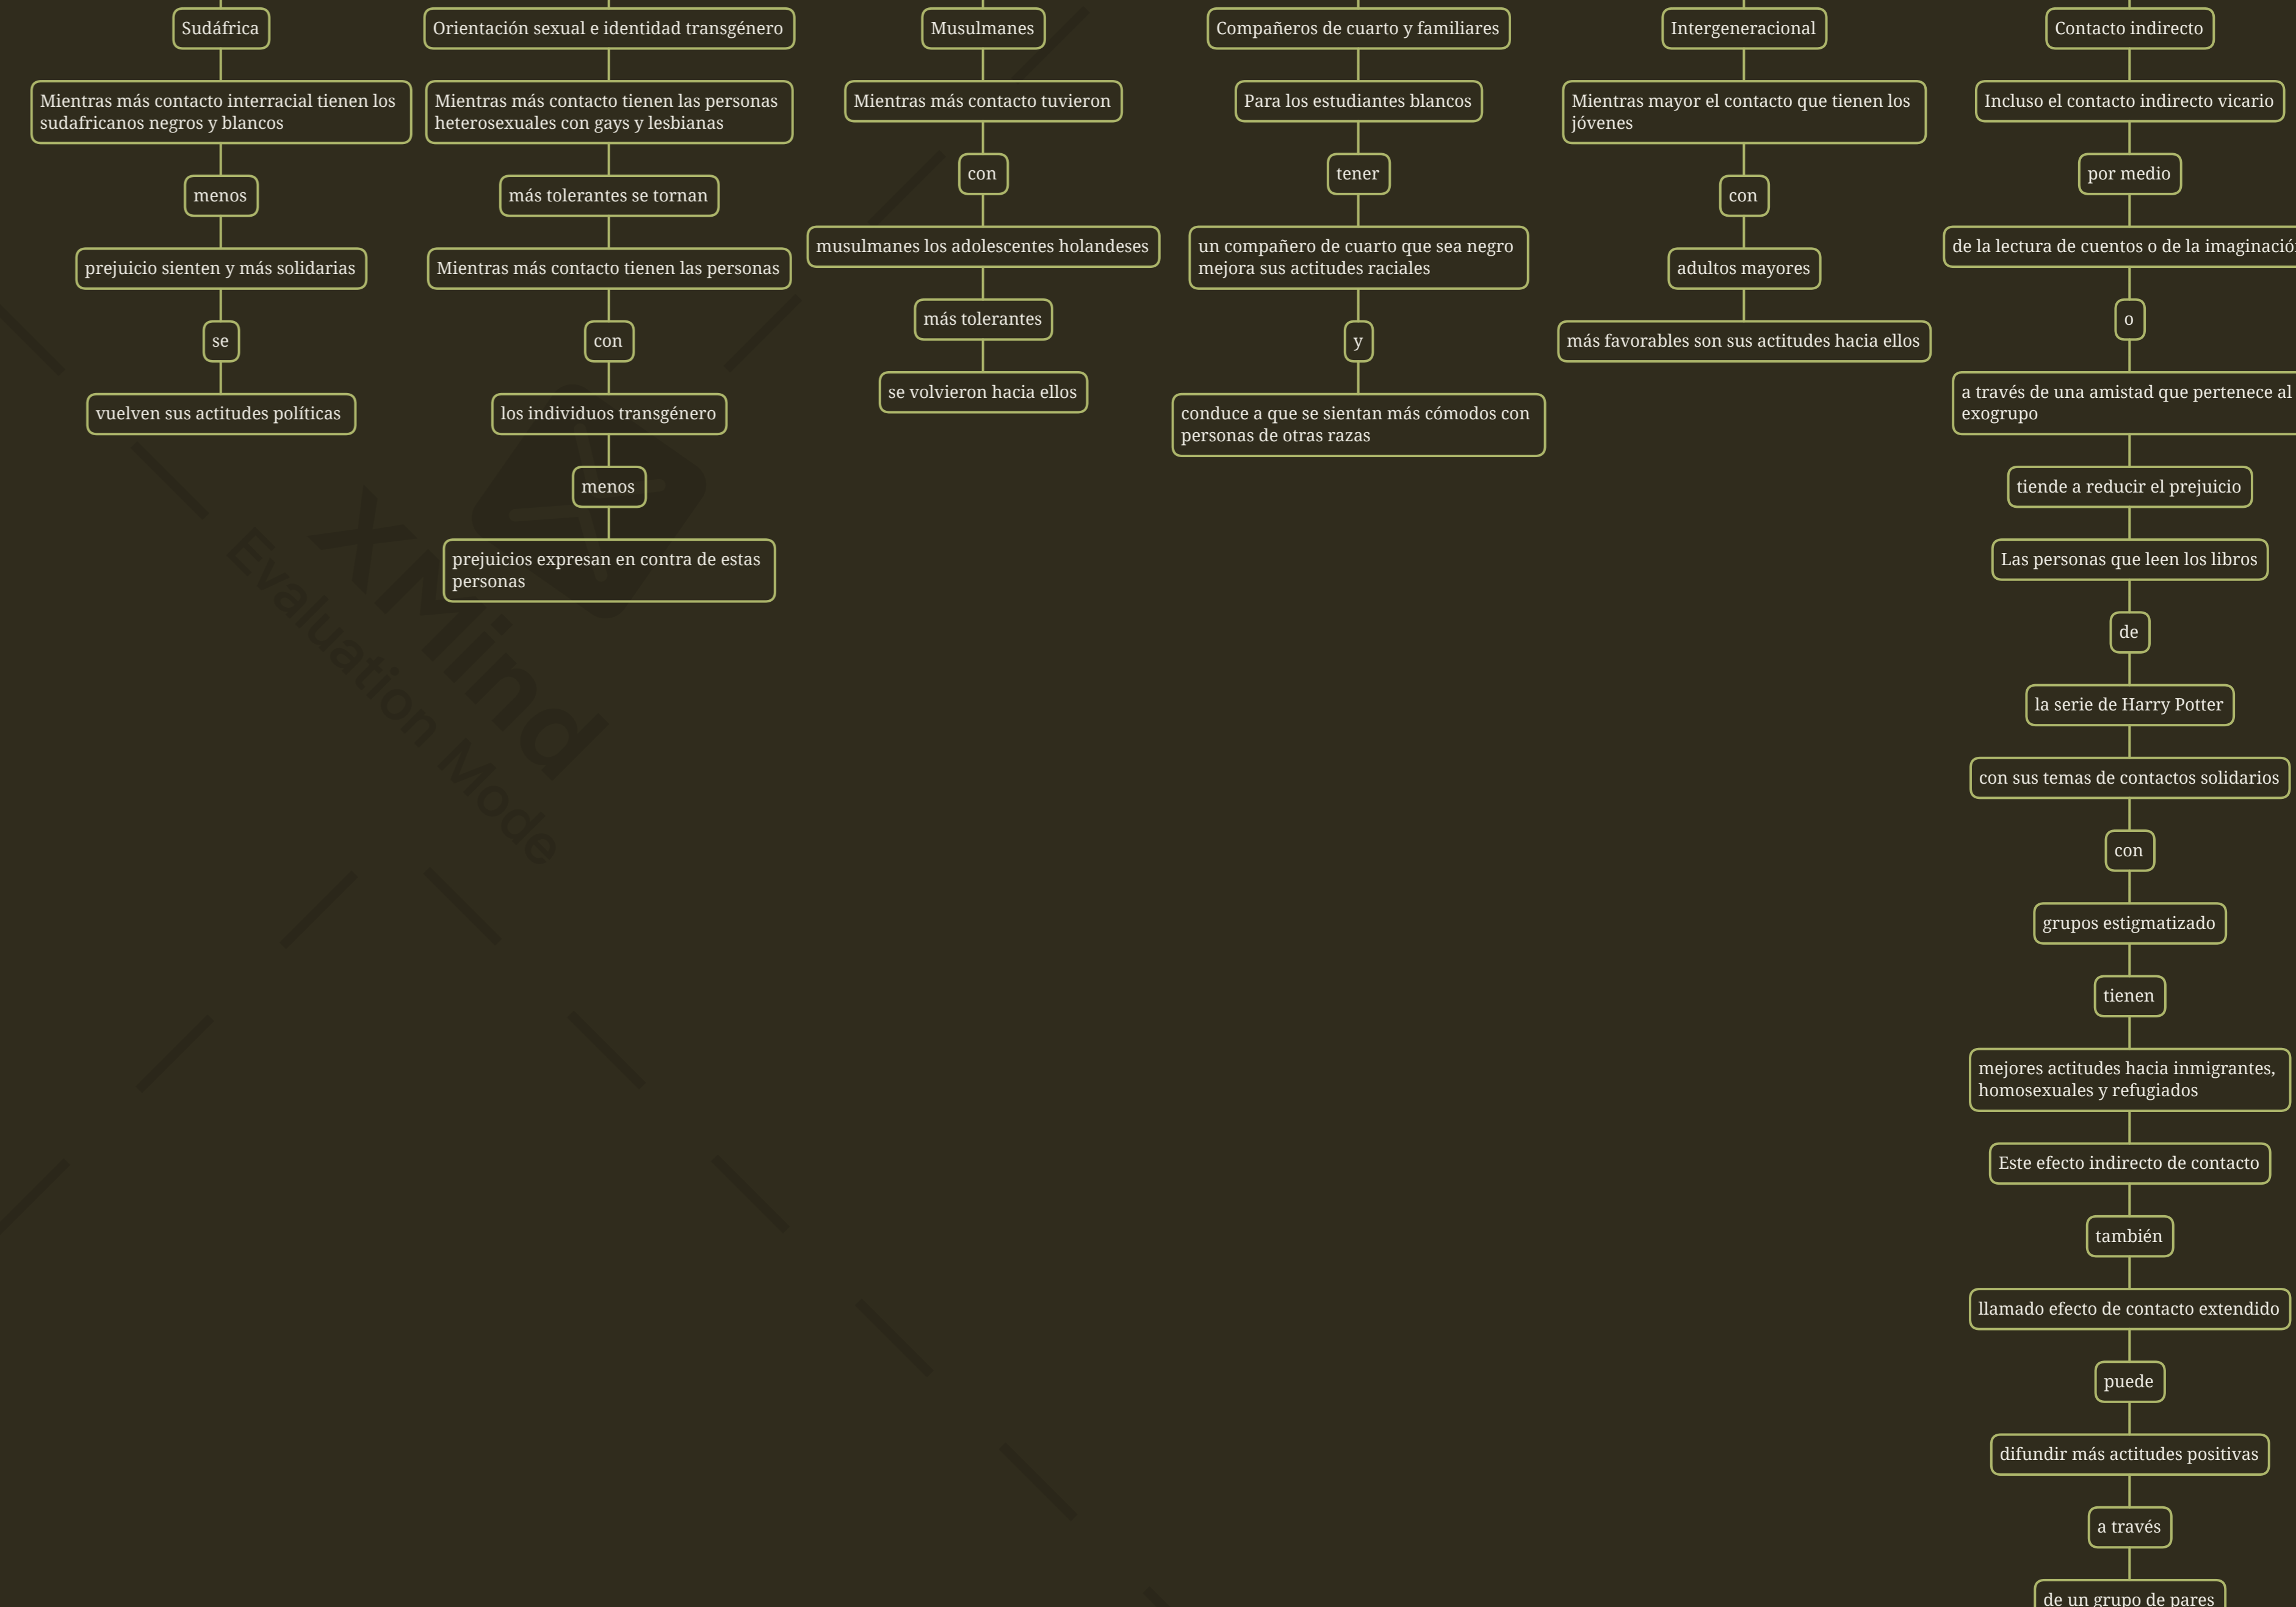 Sudáfrica
Mientras más contacto interracial tienen los
sudafricanos negros y blancos
menos
prejuicio sienten y más solidarias
se
vuelven sus actitudes políticas
Orientación sexual e identidad transgénero
Mientras más contacto tienen las personas
heterosexuales con gays y lesbianas
más tolerantes se tornan
Mientras más contacto tienen las personas
con
los individuos transgénero
menos
prejuicios expresan en contra de estas
personas
Musulmanes
Mientras más contacto tuvieron
con
musulmanes los adolescentes holandeses
más tolerantes
se volvieron hacia ellos
Compañeros de cuarto y familiares
Para los estudiantes blancos
tener
un compañero de cuarto que sea negro
mejora sus actitudes raciales
y
conduce a que se sientan más cómodos con
personas de otras razas
Intergeneracional
Mientras mayor el contacto que tienen los
jóvenes
con
adultos mayores
más favorables son sus actitudes hacia ellos
Contacto indirecto
Incluso el contacto indirecto vicario
por medio
de la lectura de cuentos o de la imaginació
o
a través de una amistad que pertenece al
exogrupo
tiende a reducir el prejuicio
Las personas que leen los libros
de
la serie de Harry Potter
con sus temas de contactos solidarios
con
grupos estigmatizado
tienen
mejores actitudes hacia inmigrantes,
homosexuales y refugiados
Este efecto indirecto de contacto
también
llamado efecto de contacto extendido
puede
difundir más actitudes positivas
a través
de un grupo de pares
XMind
Evaluation Mode